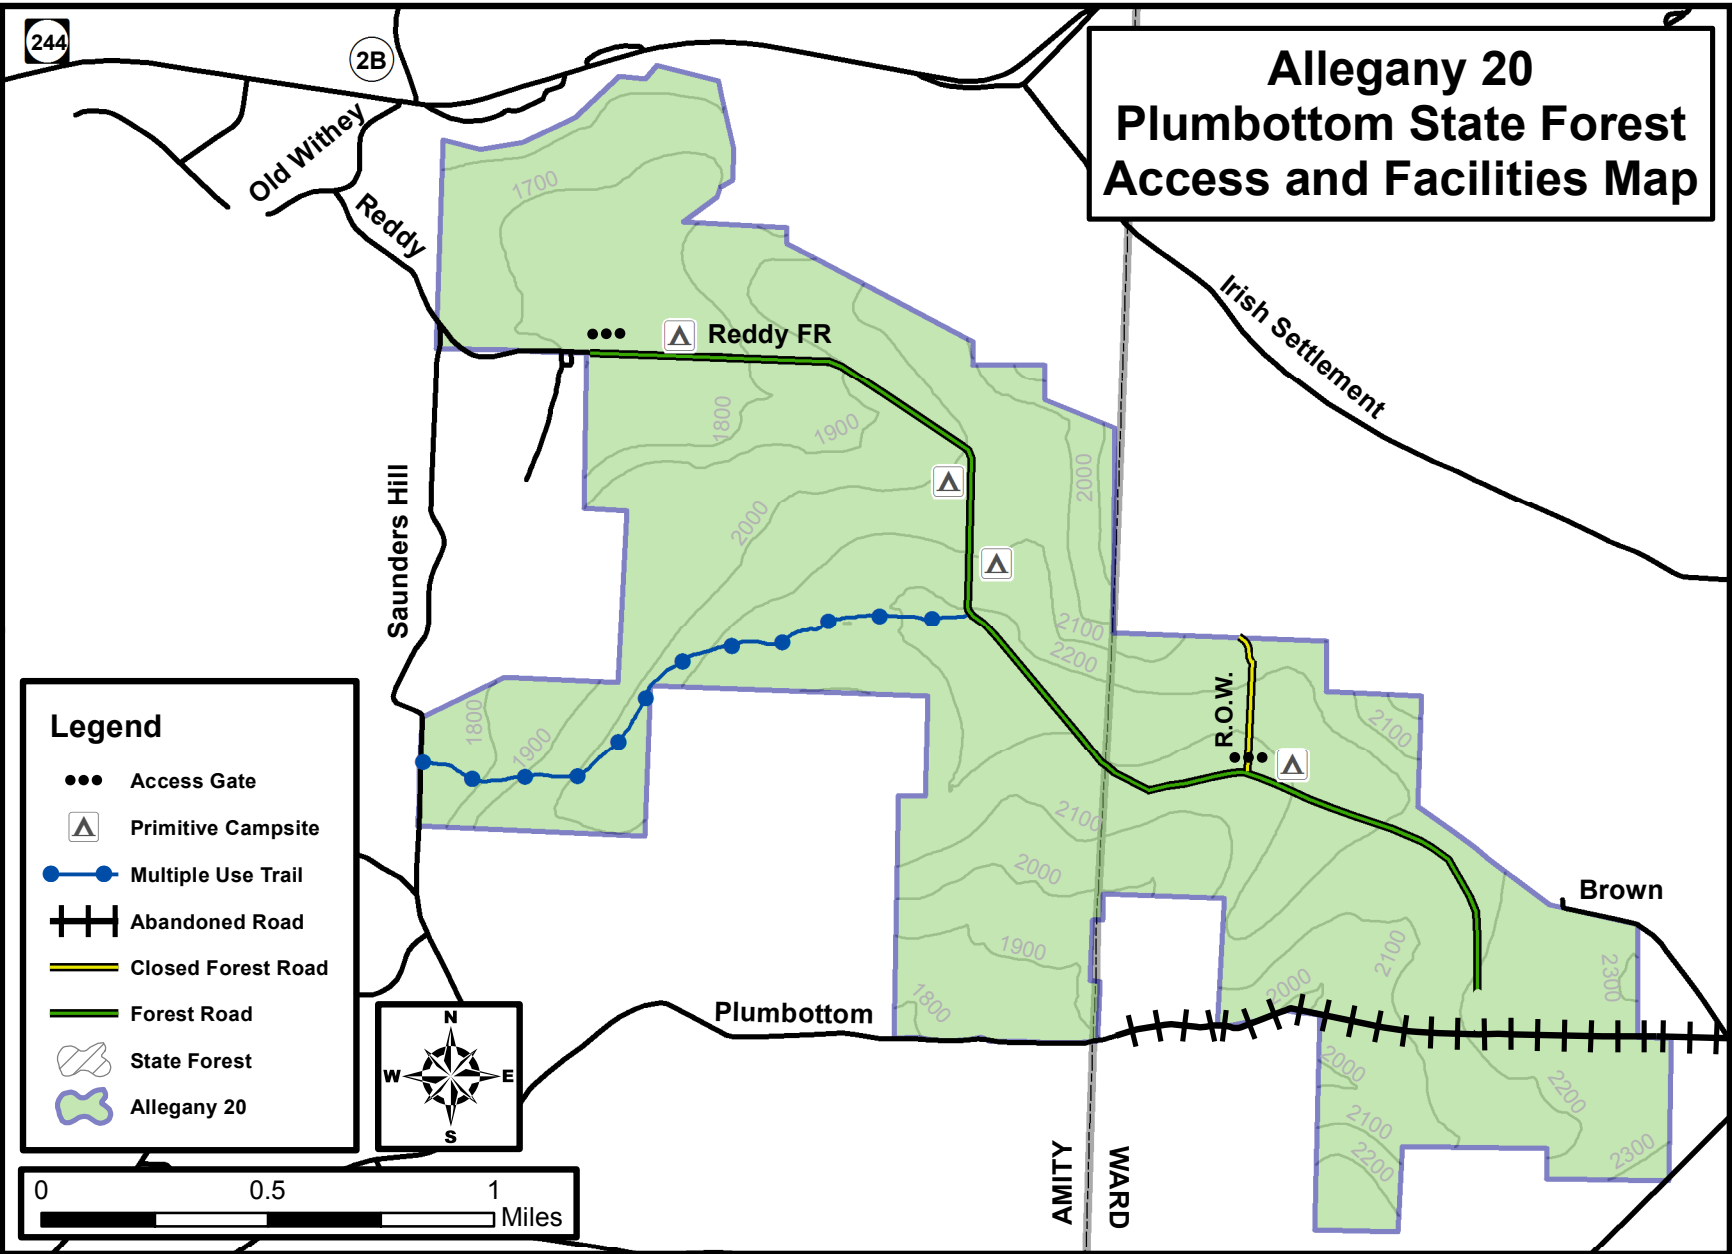 Allegany 20
Plumbottom State Forest
Access and Facilities Map
244
2B
Old Withey
Reddy
1700
Irish Settlement
Reddy FR
1800
1900
2000
2000
Saunders Hill
2100
2200
R.O.W.
1800
1900
2100
2100
2000
1900
1800
2100
2000
2300
Brown
Plumbottom
2000
2100
2200
2200
2300
AMITY
WARD
Legend
Access Gate
Primitive Campsite
Multiple Use Trail
Abandoned Road
Closed Forest Road
Forest Road
State Forest
Allegany 20
N
W
E
S
0 0.5 1
Miles